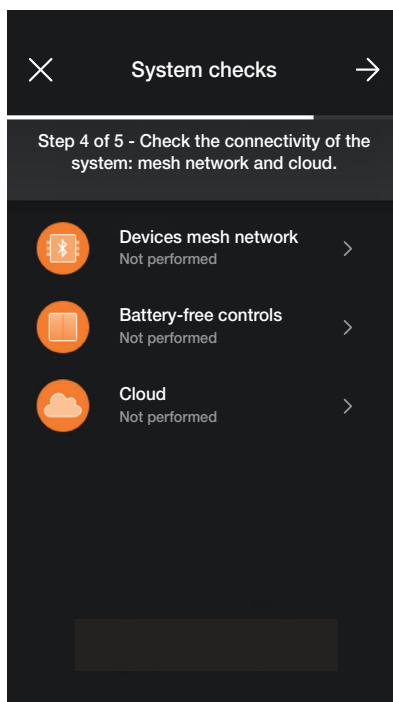 System checks
Step 4 of 5 - Check the connectivity of the
system: mesh network and cloud.
Devices mesh network
Not performed
Battery-free controls
Not performed
Cloud
Not performed